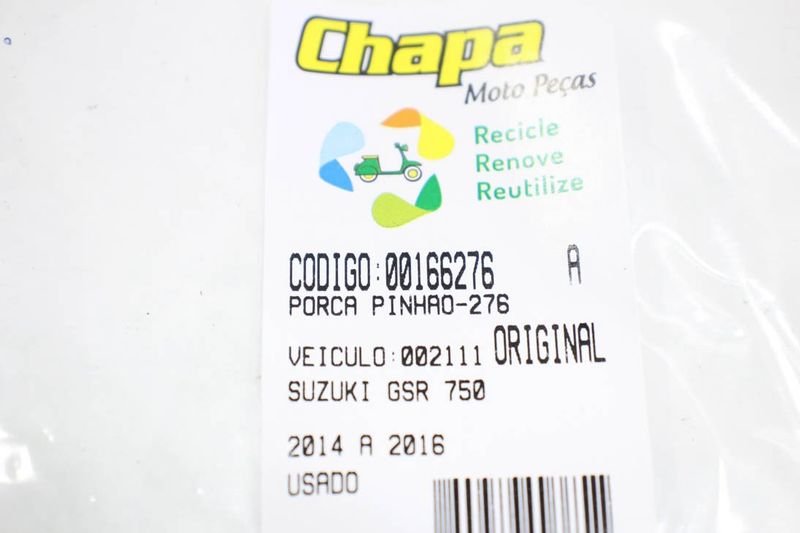 Chapa
Moto Peças
Recicle
Renove
Reutilize
CODIGO:00166276 A
PORCA PINHAO-276
VEICULO:002111 ORIGINAL
SUZUKI GSR 750
2014 A 2016
USADO